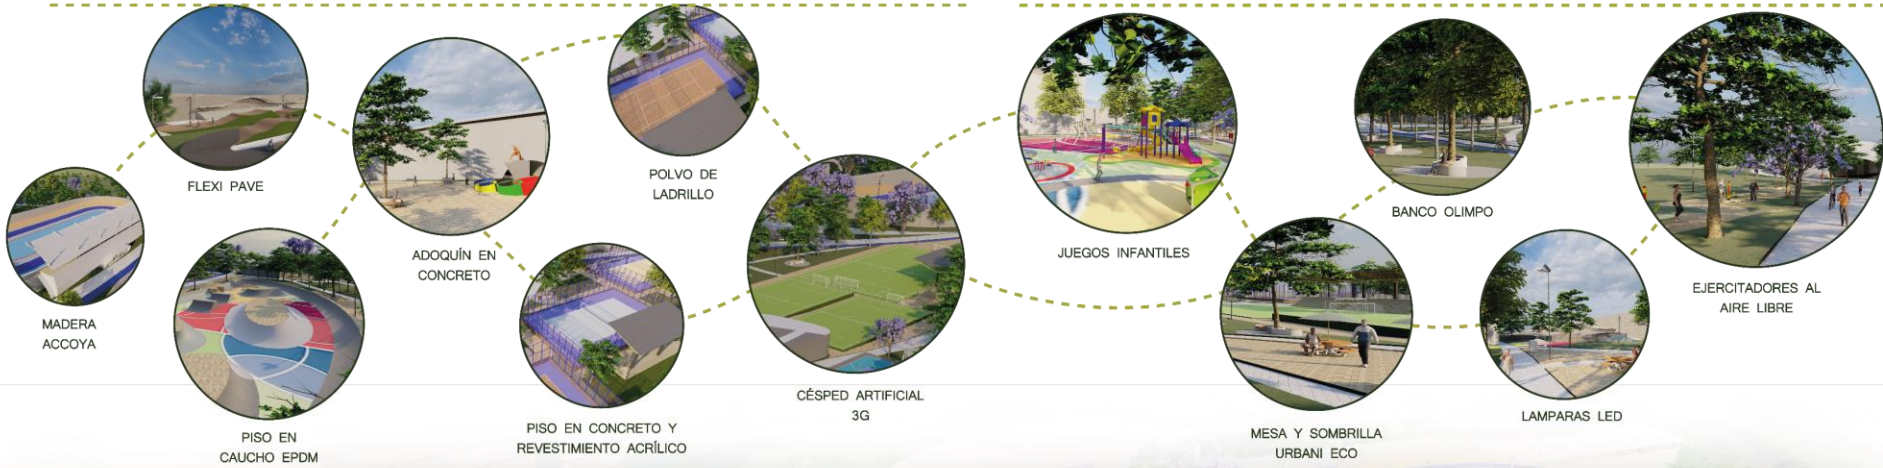 FLEXI PAVE
MADERA
ACCOYA
PISO EN
CAUCHO EPDM
ADOQUÍN EN
CONCRETO
PISO EN CONCRETO Y
REVESTIMIENTO ACRÍLICO
POLVO DE
LADRILLO
CÉSPED ARTIFICIAL
3G
JUEGOS INFANTILES
MESA Y SOMBRILLA
URBANI ECO
BANCO OLIMPO
LAMPARAS LED
EJERCITADORES AL
AIRE LIBRE